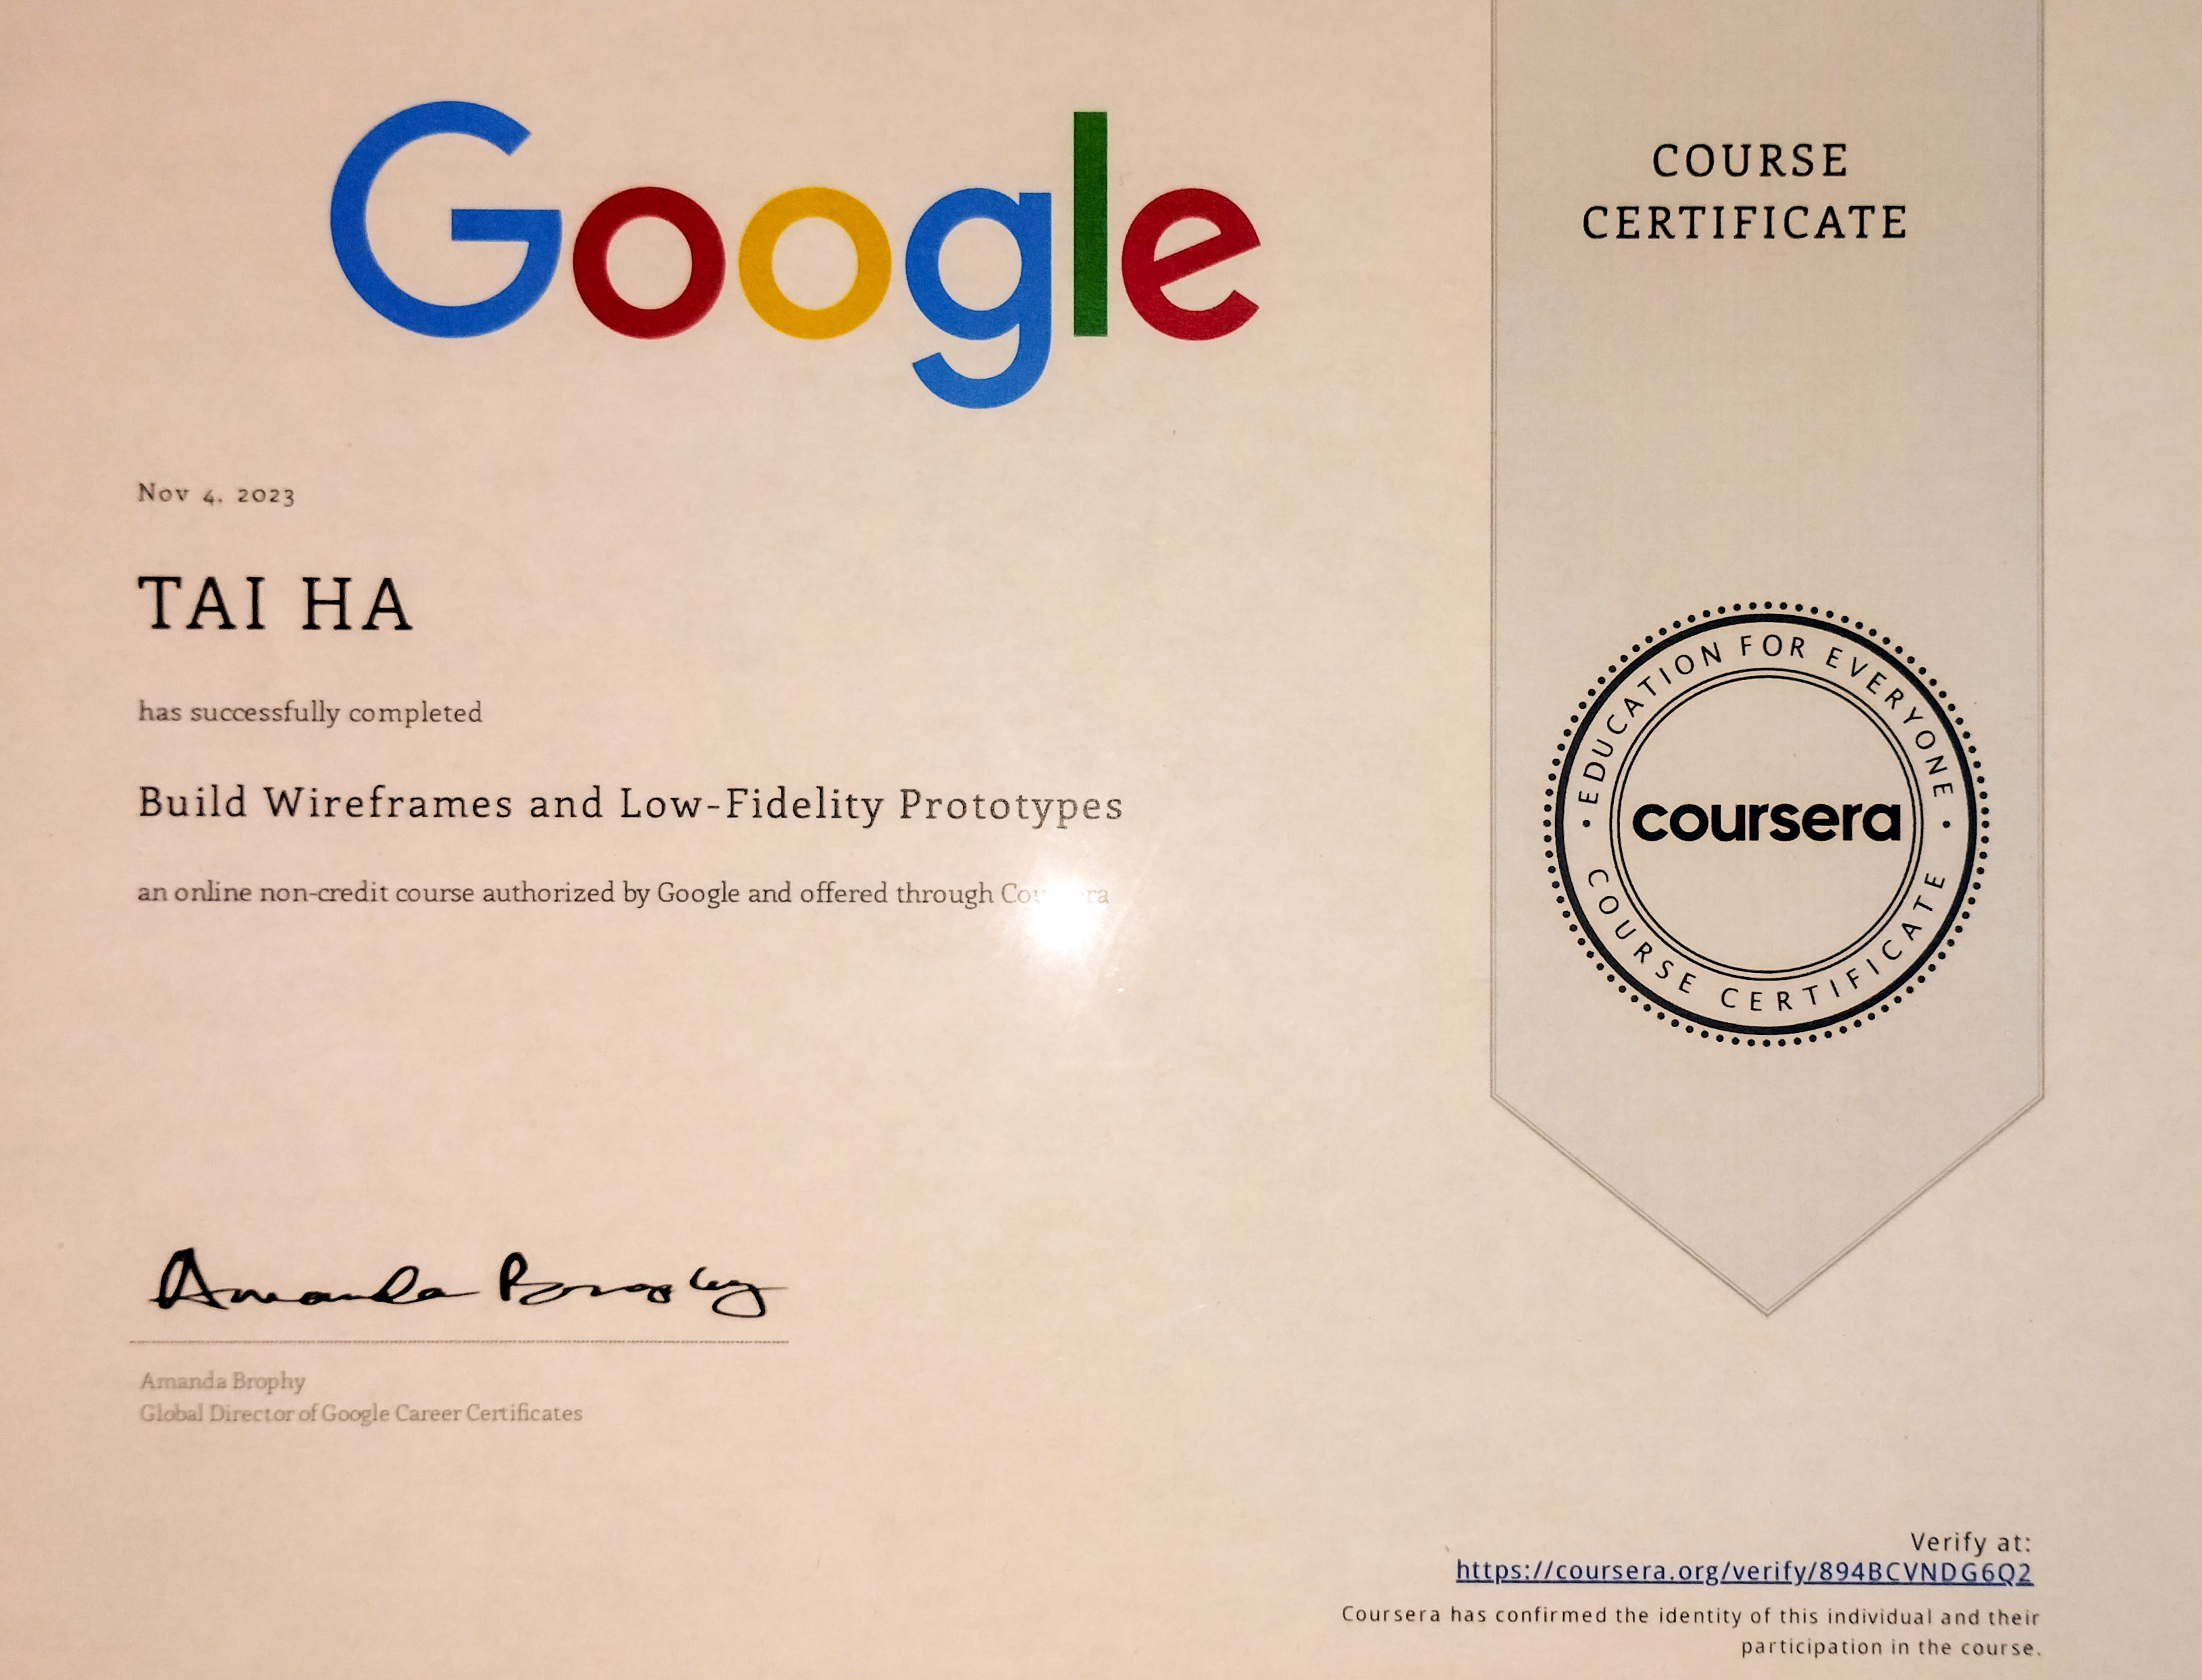 Google
COURSE
CERTIFICATE
Nov 4, 2023
TAI HA
has successfully completed
Build Wireframes and Low-Fidelity Prototypes
an online non-credit course authorized by Google and offered through
EDUCATION FOR EVERYONE
coursera
COURSE CERTIFICATE
Amanda Brophy
Amanda Brophy
Global Director of Google Career Certificates
Verify at:
https://coursera.org/verify/894BCVNDG6Q2
Coursera has confirmed the identity of this individual and their
participation in the course.